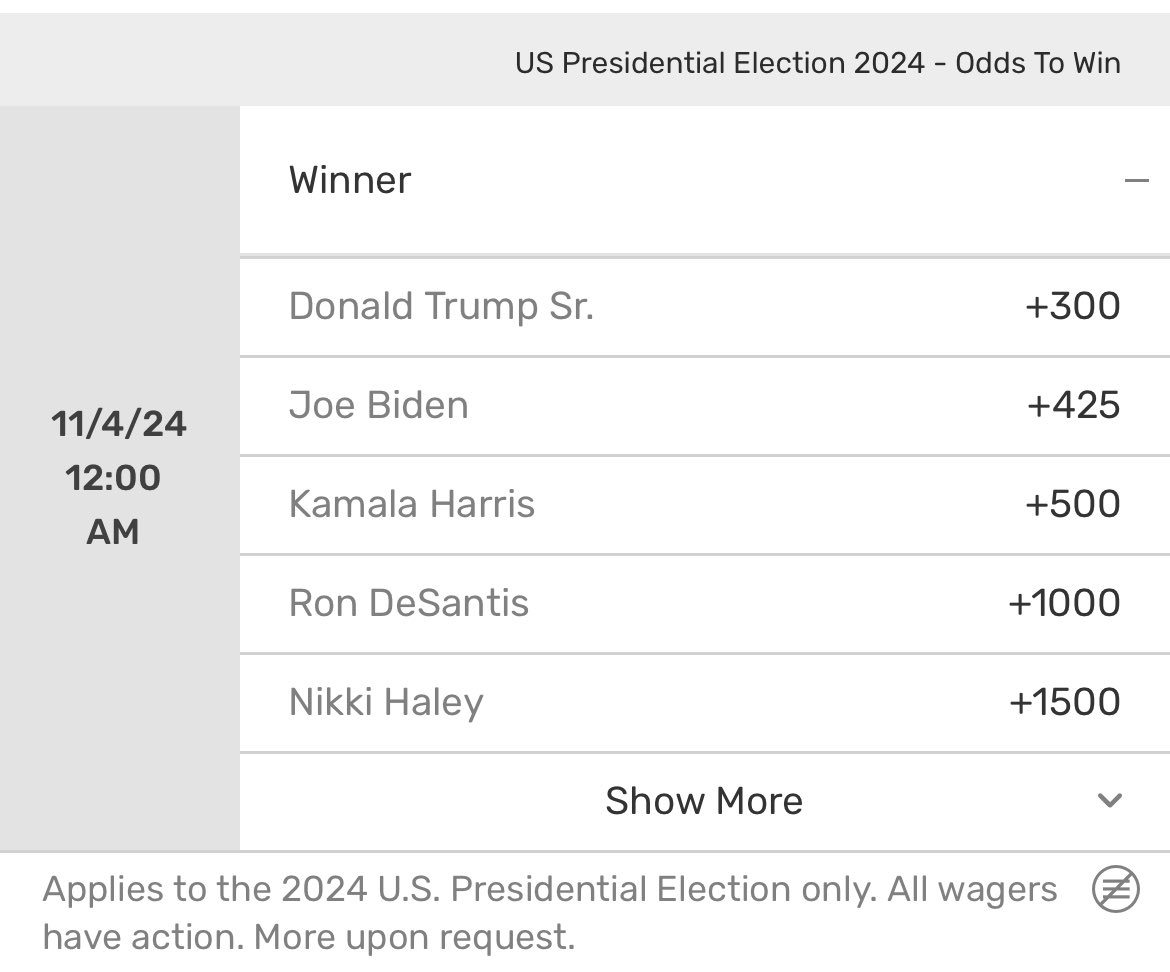 US Presidential Election 2024 - Odds To Win
11/4/24
12:00
AM
Winner
Donald Trump Sr. +300
Joe Biden +425
Kamala Harris +500
Ron DeSantis +1000
Nikki Haley +1500
Show More
Applies to the 2024 U.S. Presidential Election only. All wagers
have action. More upon request.